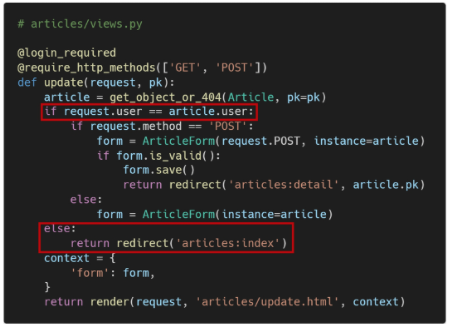 # articles/views.py
@login_required
@require_http_methods(['GET', 'POST'])
def update(request, pk):
    article = get_object_or_404(Article, pk=pk)
    if request.user == article.user:
        if request.method == 'POST':
            form = ArticleForm(request.POST, instance=article)
            if form.is_valid():
                form.save()
                return redirect('articles:detail', article.pk)
        else:
            form = ArticleForm(instance=article)
    else:
        return redirect('articles:index')
    context = {
        'form': form,
    }
    return render(request, 'articles/update.html', context)